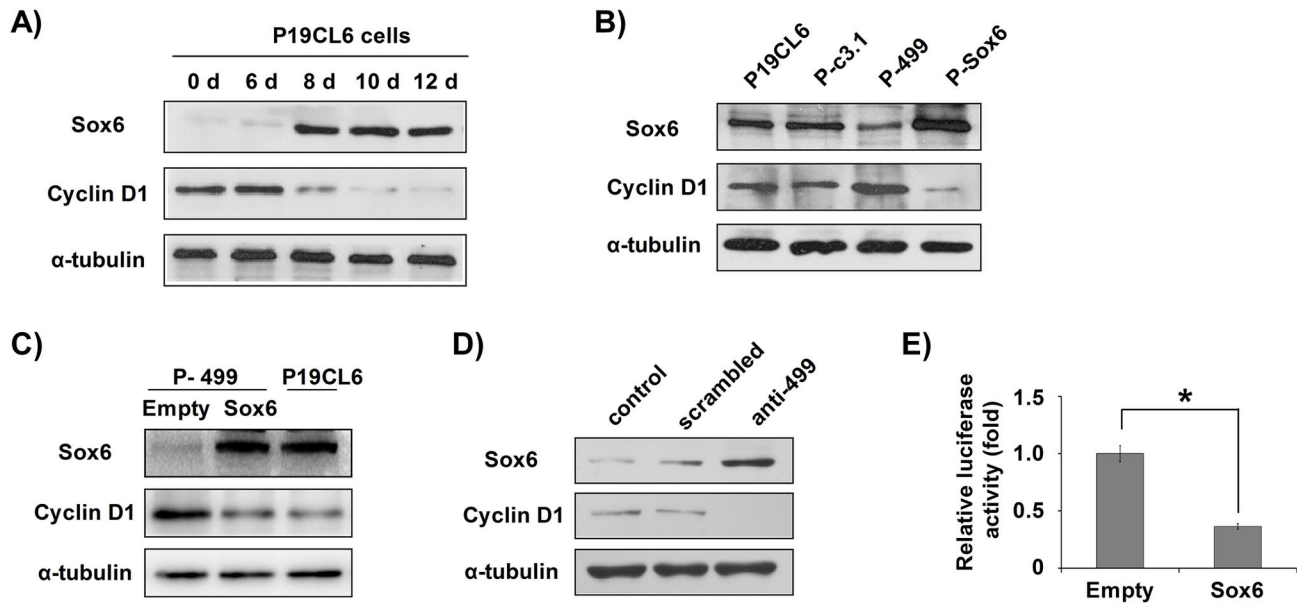 A)
P19CL6 cells
0 d 6 d 8 d 10 d 12 d
Sox6
Cyclin D1
α-tubulin
B)
P19CL6 P-c3.1 P-499 P-Sox6
Sox6
Cyclin D1
α-tubulin
C)
P- 499 P19CL6
Empty Sox6
Sox6
Cyclin D1
α-tubulin
D)
control scrambled anti-499
Sox6
Cyclin D1
α-tubulin
E)
Relative luciferase
activity (fold)
1.5
1.0
0.5
0
*
Empty Sox6